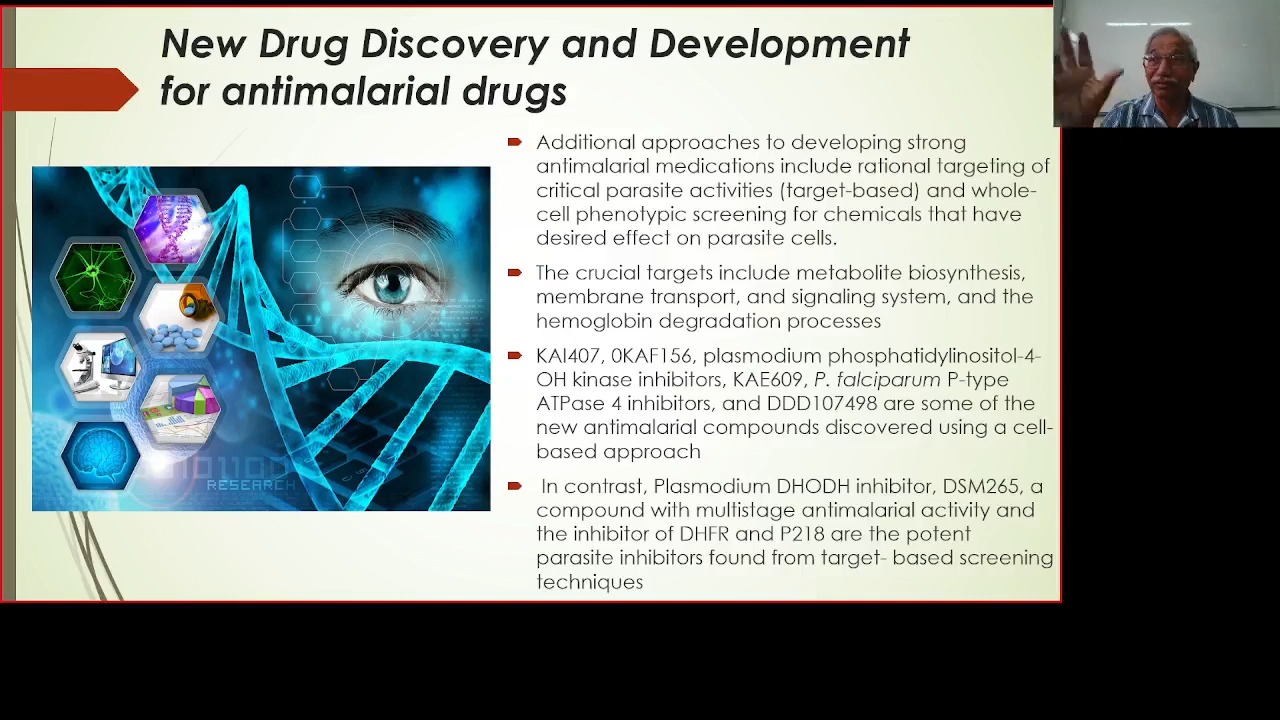 New Drug Discovery and Development
for antimalarial drugs
Additional approaches to developing strong
antimalarial medications include rational targeting of
critical parasite activities (target-based) and whole-
cell phenotypic screening for chemicals that have
desired effect on parasite cells.
The crucial targets include metabolite biosynthesis,
membrane transport, and signaling system, and the
hemoglobin degradation processes
KAI407, 0KAF156, plasmodium phosphatidylinositol-4-
OH kinase inhibitors, KAE609, P. falciparum P-type
ATPase 4 inhibitors, and DDD107498 are some of the
new antimalarial compounds discovered using a cell-
based approach
In contrast, Plasmodium DHODH inhibitor, DSM265, a
compound with multistage antimalarial activity and
the inhibitor of DHFR and P218 are the potent
parasite inhibitors found from target- based screening
techniques
RESEARCH